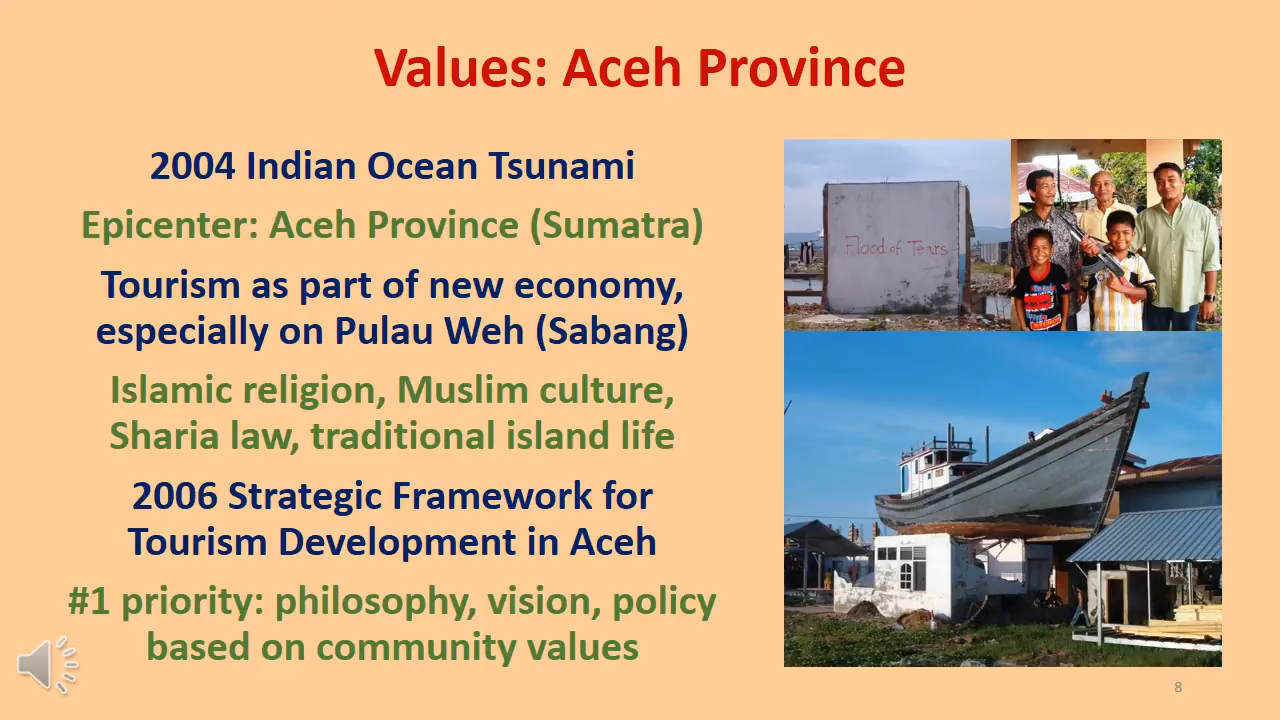 Values: Aceh Province
2004 Indian Ocean Tsunami
Epicenter: Aceh Province (Sumatra)
Tourism as part of new economy,
especially on Pulau Weh (Sabang)
Islamic religion, Muslim culture,
Sharia law, traditional island life
2006 Strategic Framework for
Tourism Development in Aceh
#1 priority: philosophy, vision, policy
based on community values
Flood of Tears
8